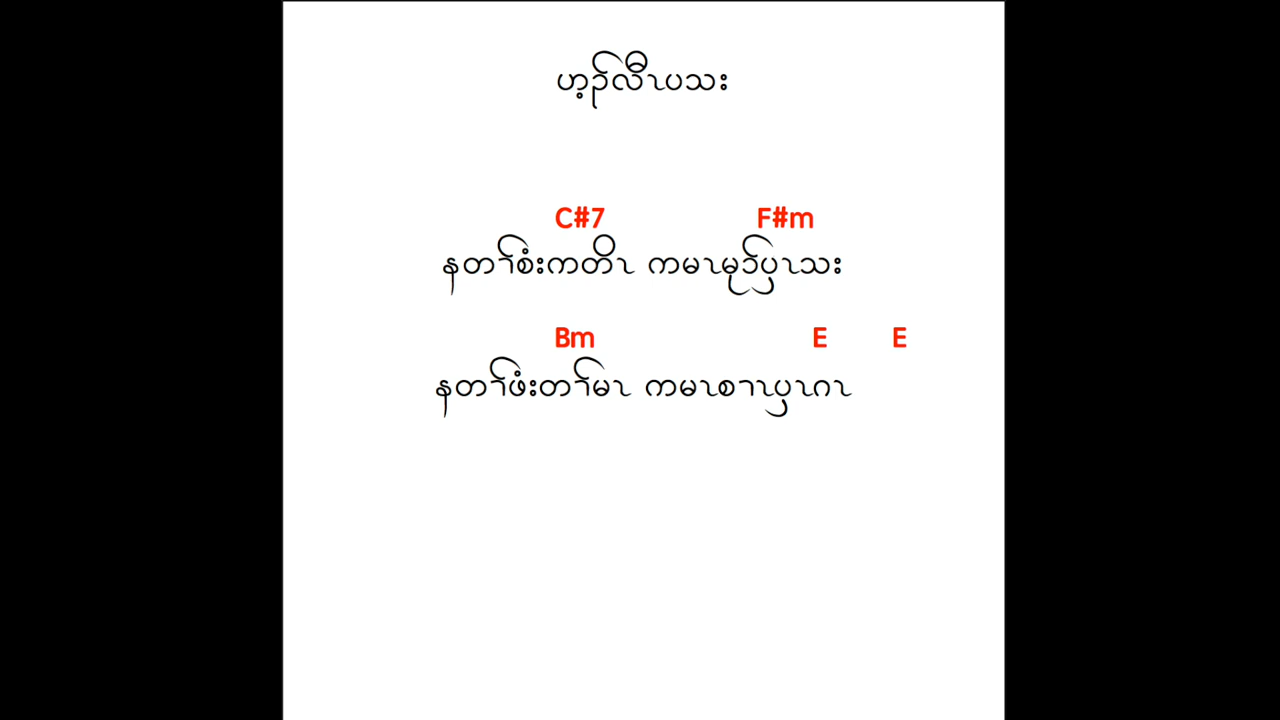 ဟ့ၣ်လီၤပသး
C#7 F#m
နတၢ်စံးကတိၤ ကမၤမုာ်ပှၤသး
Bm E E
နတၢ်ဖံးတၢ်မၤ ကမၤစၢၤပှၤဂၤ